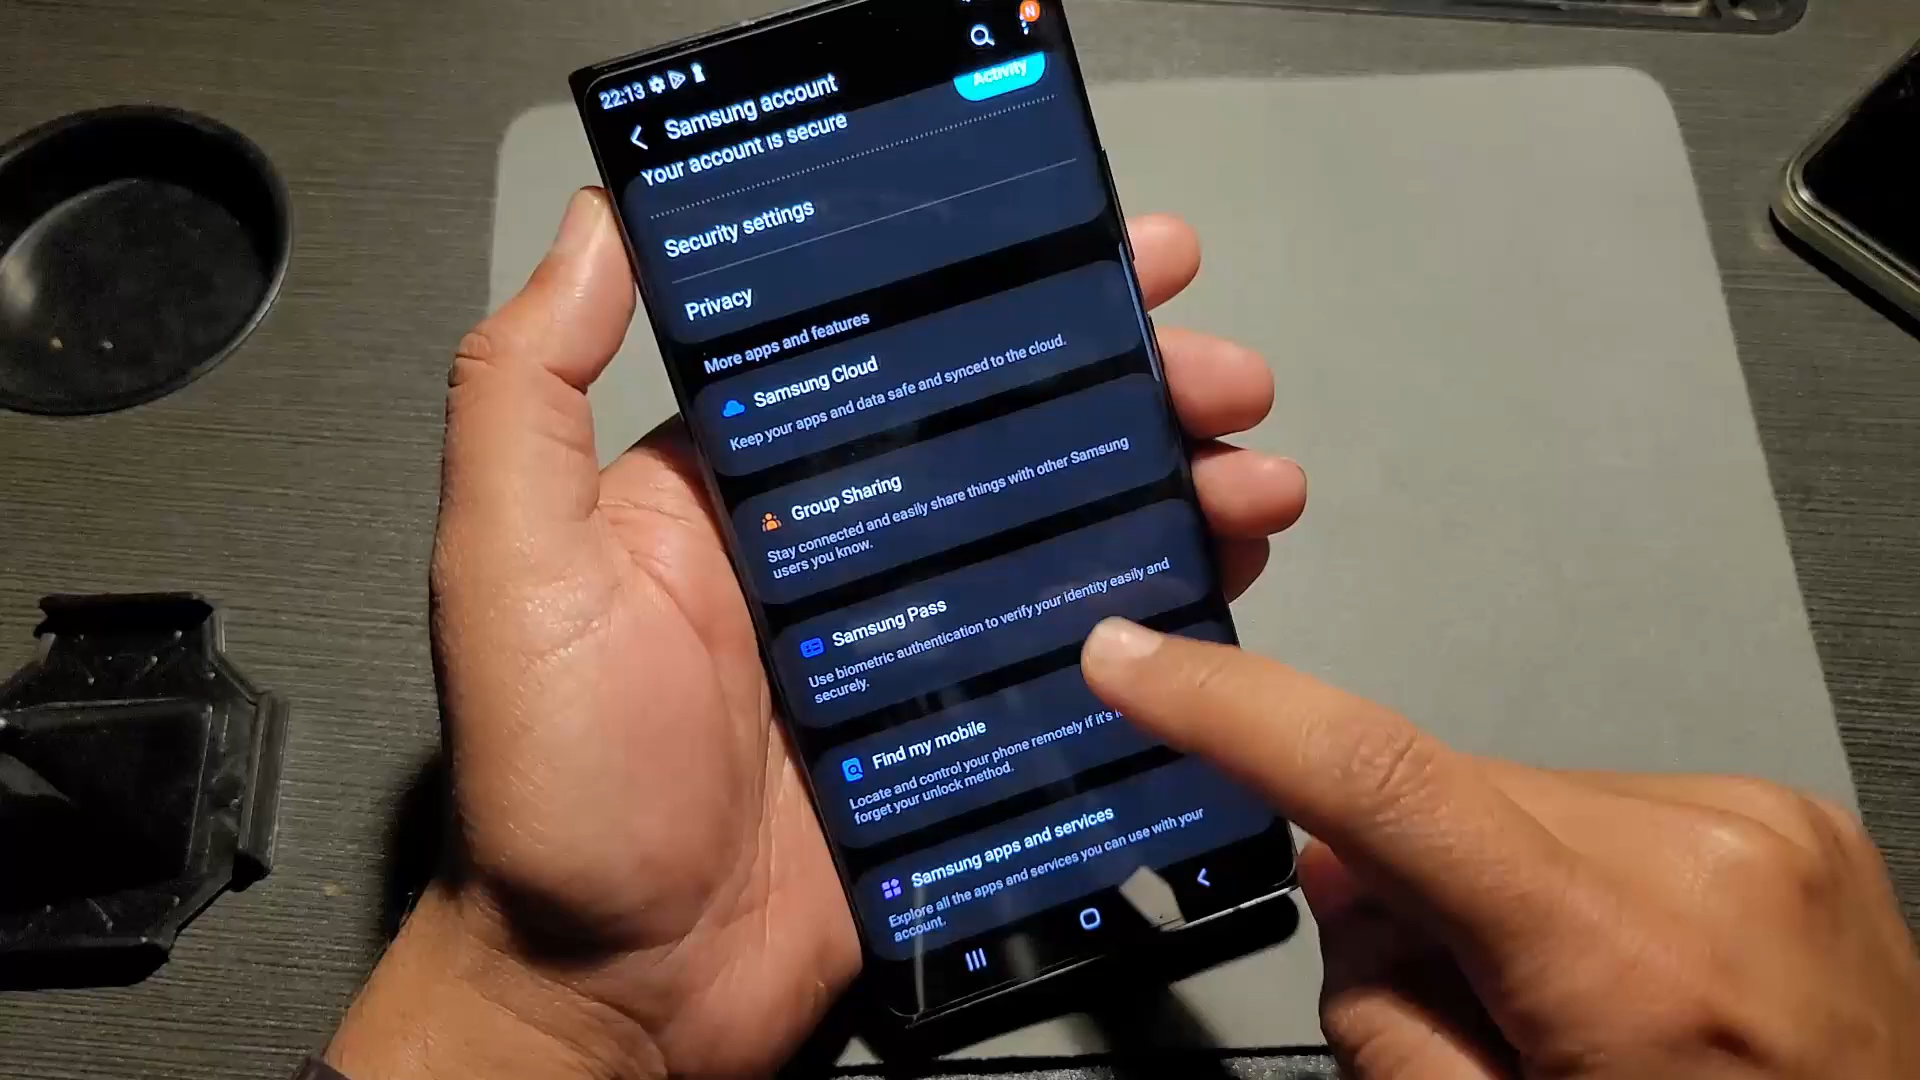 22:13
N
Samsung account
Activity
Your account is secure
Security settings
Privacy
More apps and features
Samsung Cloud
Keep your apps and data safe and synced to the cloud.
Group Sharing
Stay connected and easily share things with other Samsung
users you know.
Samsung Pass
Use biometric authentication to verify your identity easily and
securely.
Find my mobile
Locate and control your phone remotely if it's
forget your unlock method.
Samsung apps and services
Explore all the apps and services you can use with your
account.